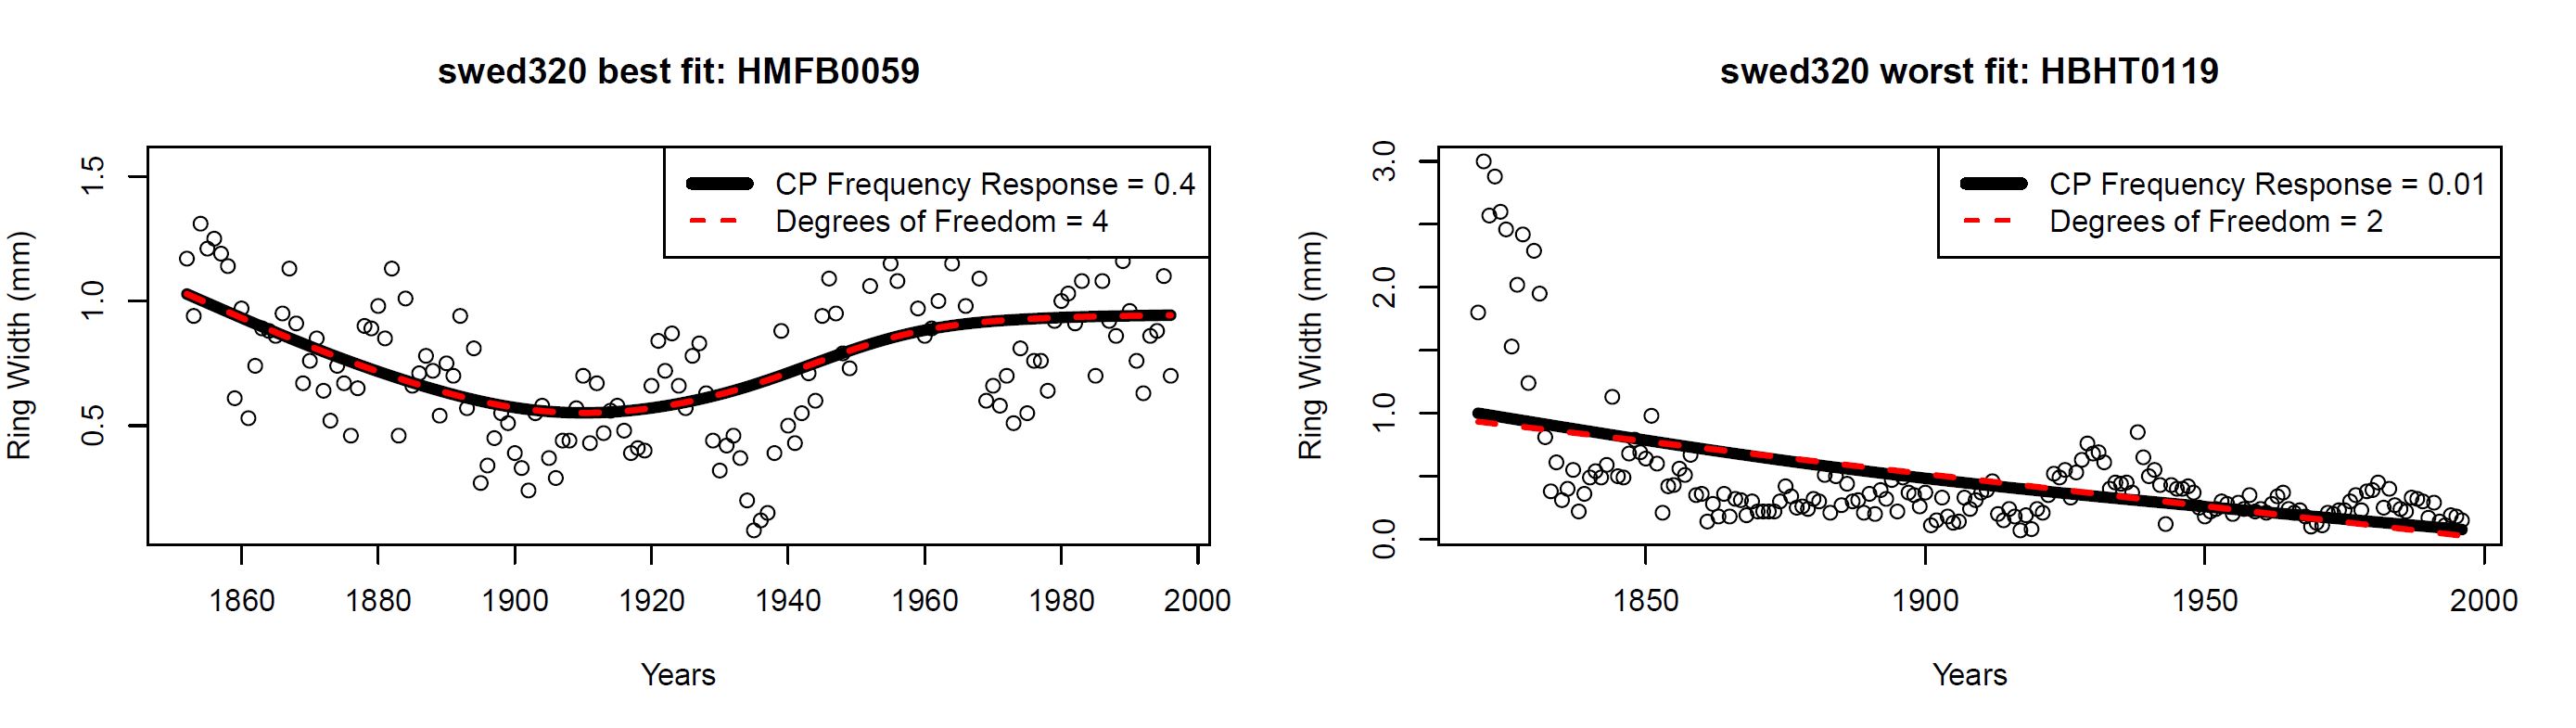 swed320 best fit: HMFB0059
CP Frequency Response = 0.4
Degrees of Freedom = 4
Ring Width (mm)
1.5
1.0
0.5
1860 1880 1900 1920 1940 1960 1980 2000
Years
swed320 worst fit: HBHT0119
CP Frequency Response = 0.01
Degrees of Freedom = 2
Ring Width (mm)
3.0
2.0
1.0
0.0
1850 1900 1950 2000
Years